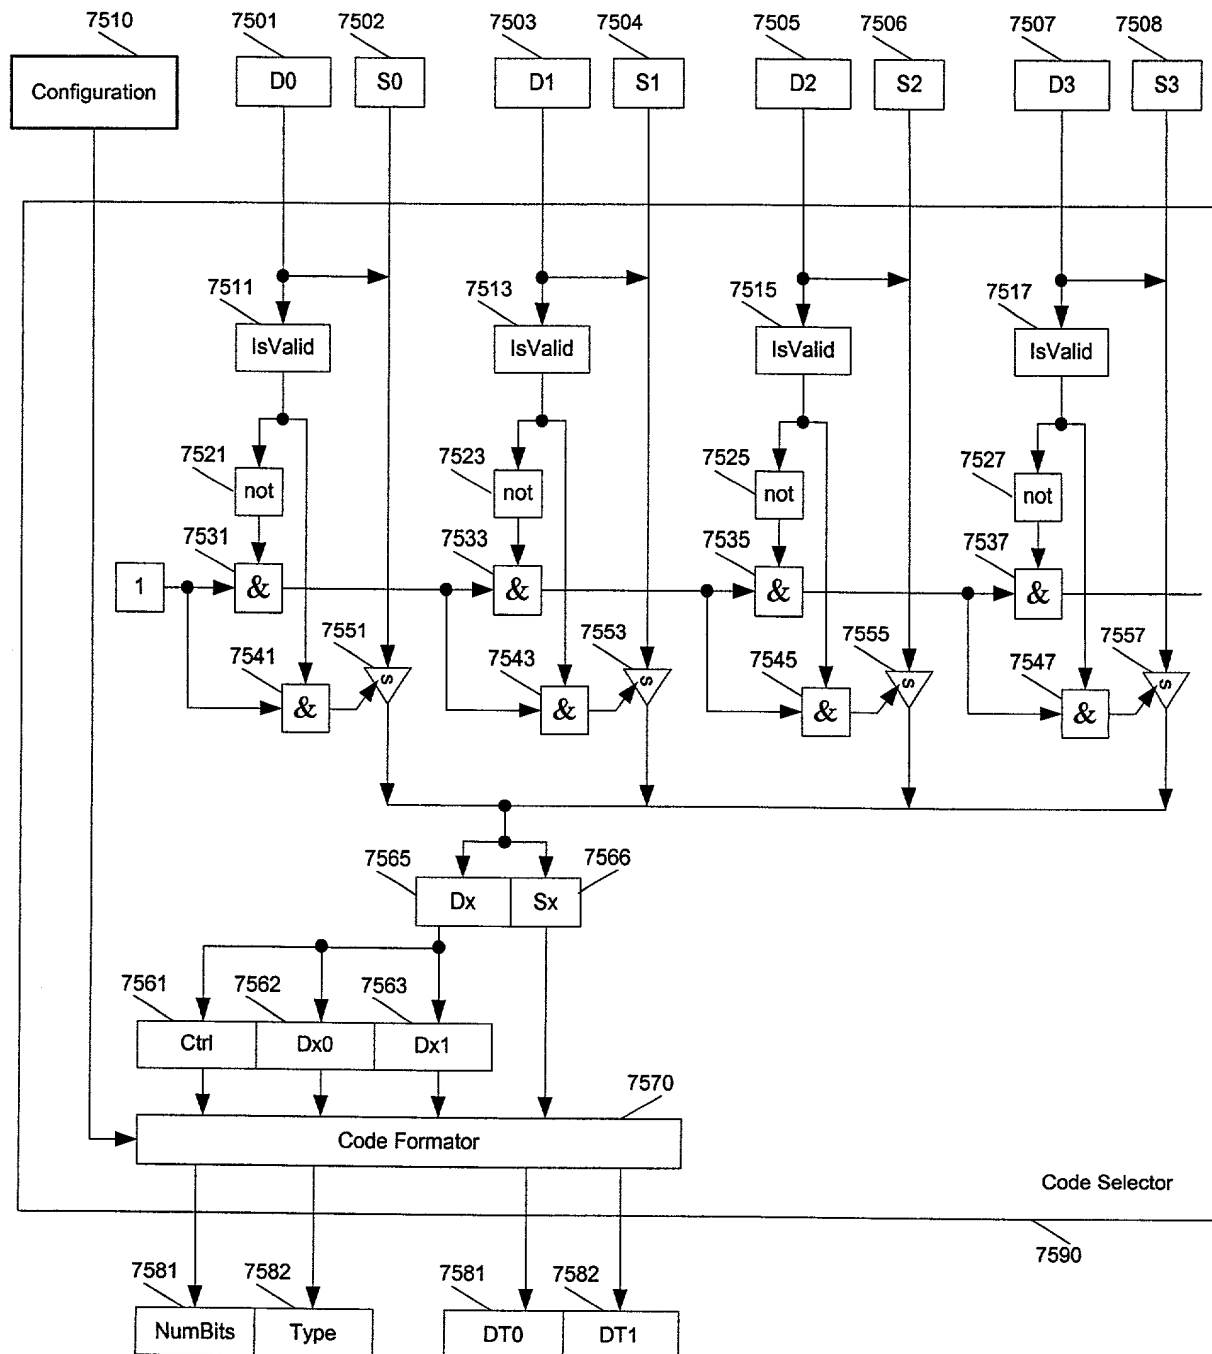 7510 7501 7502 7503 7504 7505 7506 7507 7508
Configuration D0 S0 D1 S1 D2 S2 D3 S3
7511 7513 7515 7517
IsValid IsValid IsValid IsValid
7521 7523 7525 7527
not not not not
7531 7533 7535 7537
1 & & & &
7541 7551 7543 7553 7545 7555 7547 7557
& s & s & s & s
7565 7566
Dx Sx
7561 7562 7563
Ctrl Dx0 Dx1
7570
Code Formator
Code Selector
7590
7581 7582 7581 7582
NumBits Type DT0 DT1